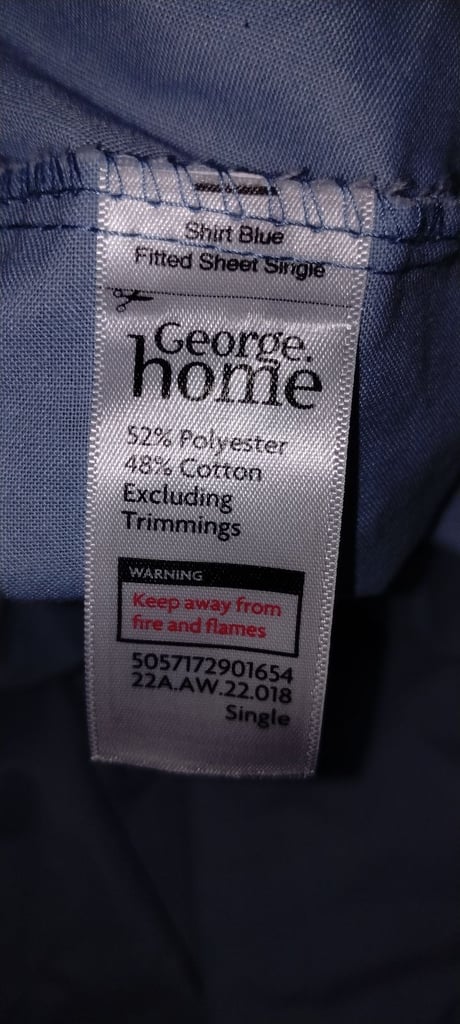 Shirt Blue
Fitted Sheet Single
George.
home
52% Polyester
48% Cotton
Excluding
Trimmings
WARNING
Keep away from
fire and flames
5057172901654
22A.AW.22.018
Single